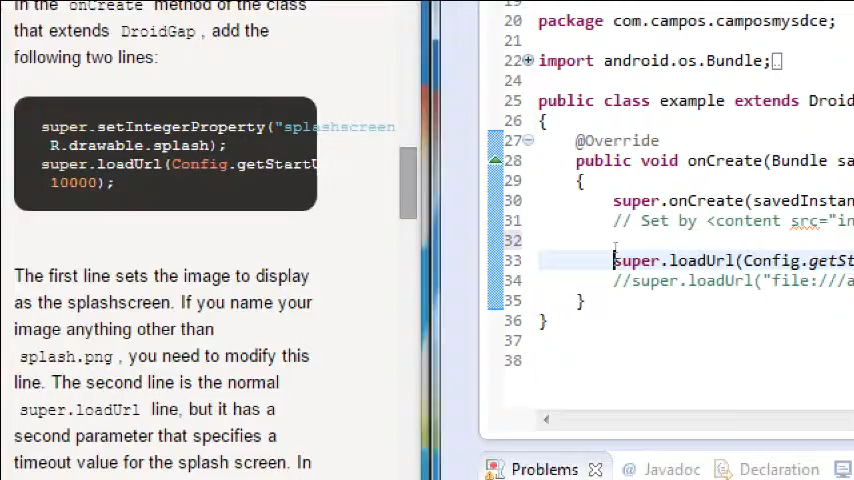 In the onCreate method of the class
that extends DroidGap , add the
following two lines:
super.setIntegerProperty("splashscreen
R.drawable.splash);
super.loadUrl(Config.getStartU
10000);
The first line sets the image to display
as the splashscreen. If you name your
image anything other than
splash.png , you need to modify this
line. The second line is the normal
super.loadUrl line, but it has a
second parameter that specifies a
timeout value for the splash screen. In
19
20 package com.campos.camposmysdce;
21
22 import android.os.Bundle;
24
25 public class example extends Droid
26 {
27 @Override
28 public void onCreate(Bundle sa
29 {
30 super.onCreate(savedInstan
31 // Set by <content src="in
32
33 super.loadUrl(Config.getSt
34 //super.loadUrl("file:///a
35 }
36 }
37
38
Problems @ Javadoc Declaration